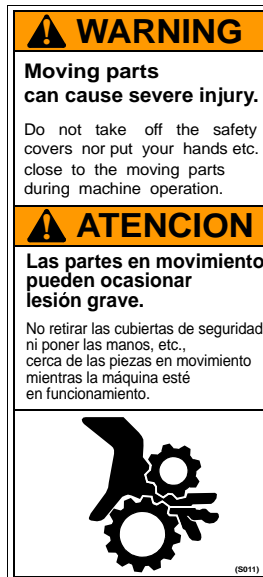 WARNING
Moving parts
can cause severe injury.
Do not take off the safety
covers nor put your hands etc.
close to the moving parts
during machine operation.
ATENCION
Las partes en movimiento
pueden ocasionar
lesión grave.
No retirar las cubiertas de seguridad
ni poner las manos, etc.,
cerca de las piezas en movimiento
mientras la máquina esté
en funcionamiento.
(S011)